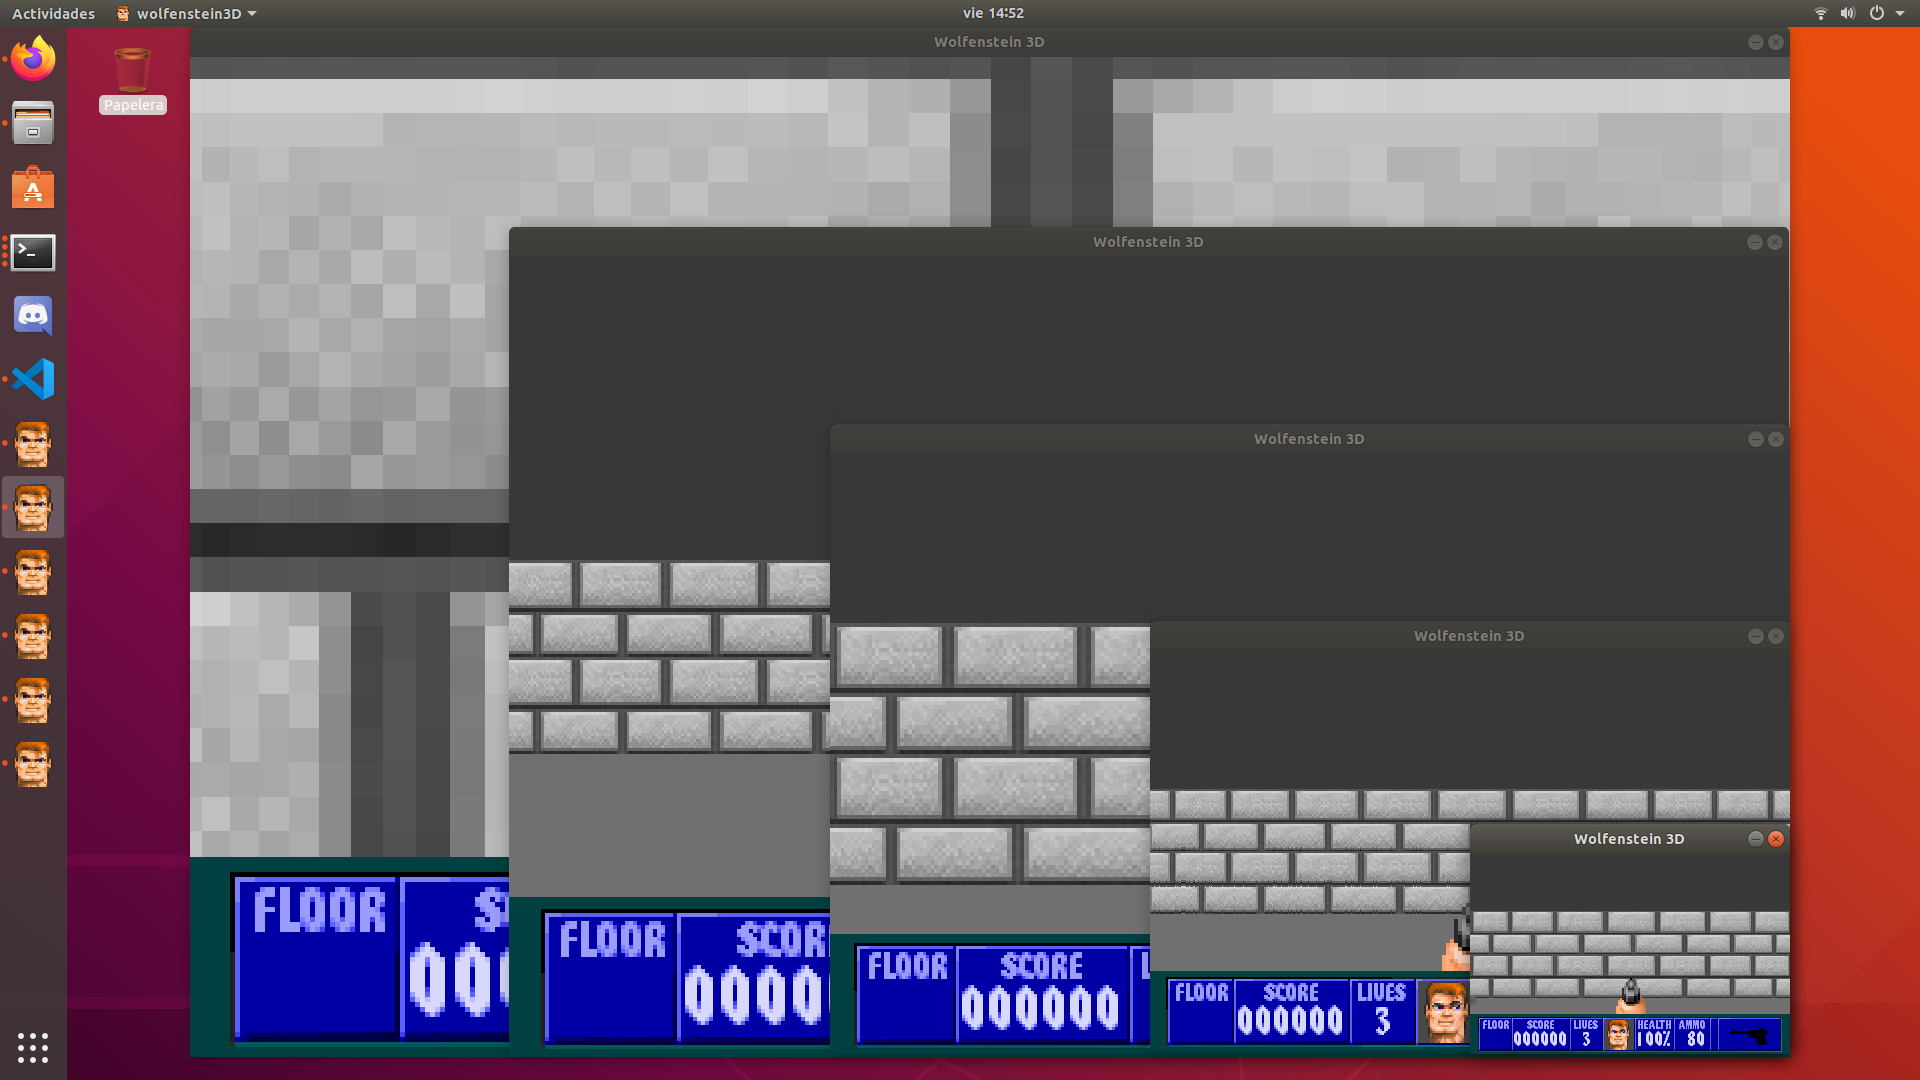 Actividades wolfenstein3D vie 14:52
Papelera
Wolfenstein 3D
Wolfenstein 3D
Wolfenstein 3D
Wolfenstein 3D
Wolfenstein 3D
FLOOR S
000
FLOOR SCOR
0000
FLOOR SCORE L
000000
FLOOR SCORE LIVES
000000 3
FLOOR SCORE LIVES HEALTH AMMO
000000 3 100% 80